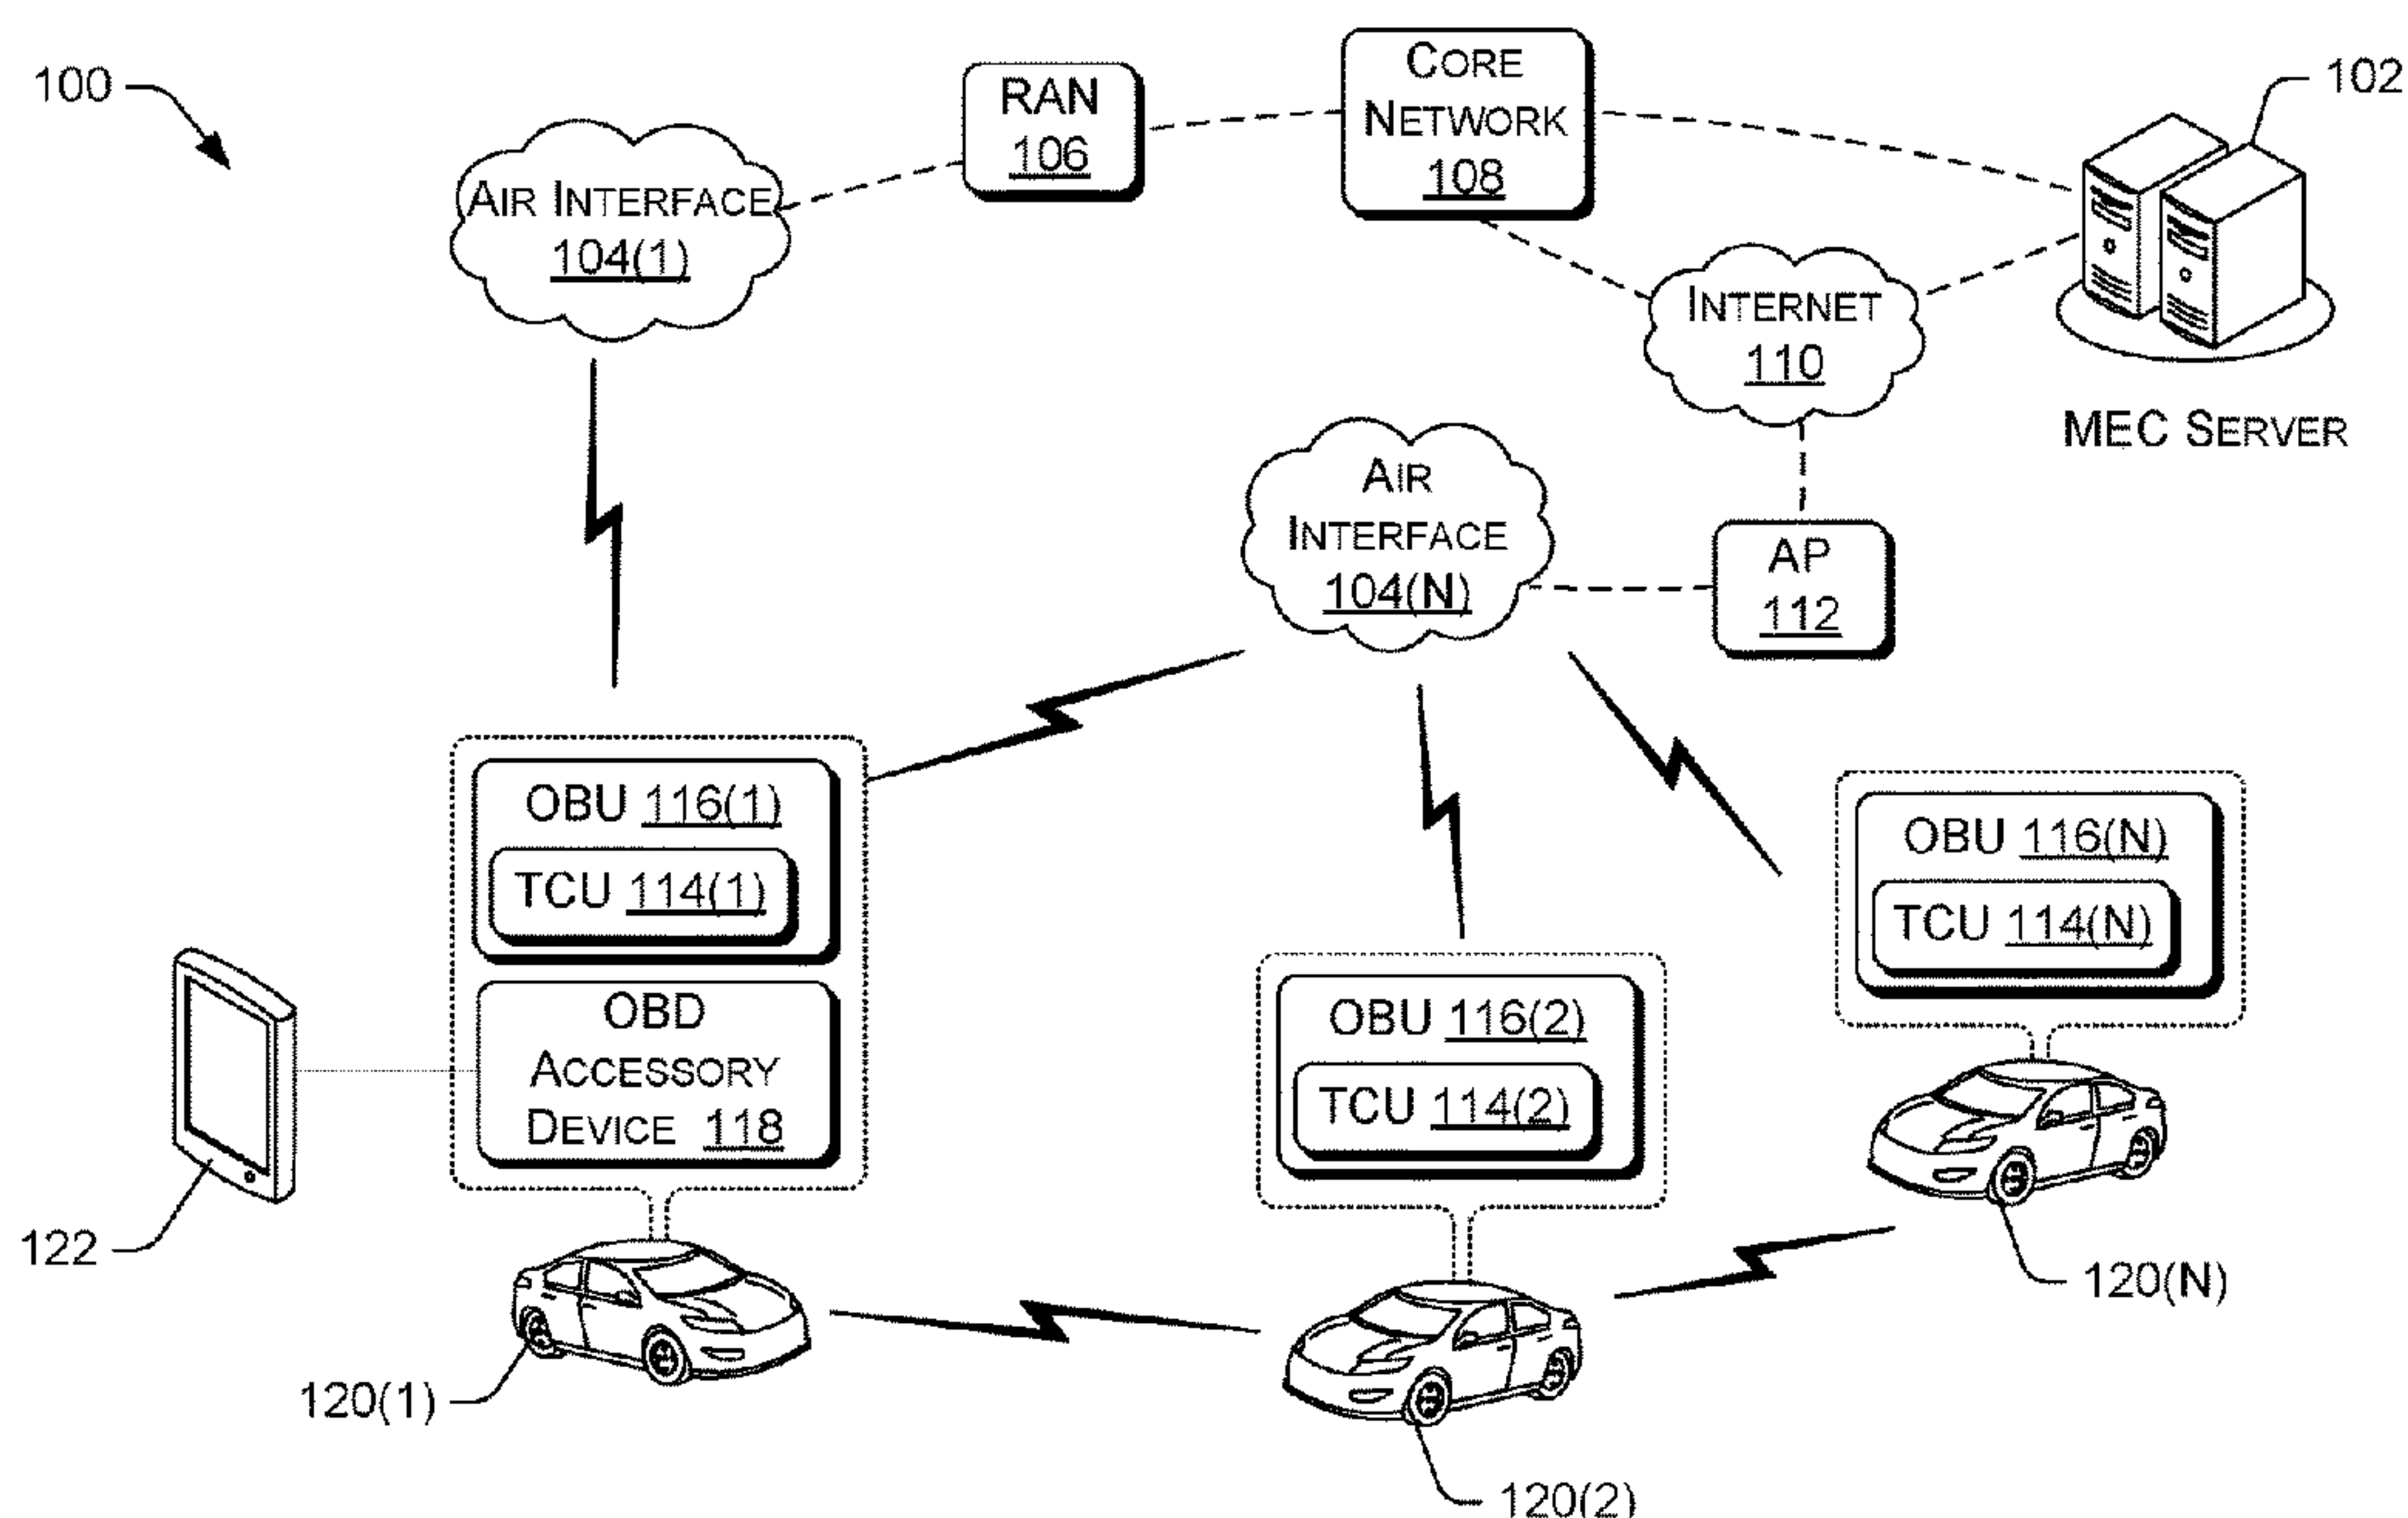 100
RAN
106
CORE
NETWORK
108
102
AIR INTERFACE
104(1)
INTERNET
110
MEC SERVER
AIR
INTERFACE
104(N)
AP
112
OBU 116(1)
TCU 114(1)
OBD
ACCESSORY
DEVICE 118
OBU 116(2)
TCU 114(2)
OBU 116(N)
TCU 114(N)
122
120(1)
120(2)
120(N)